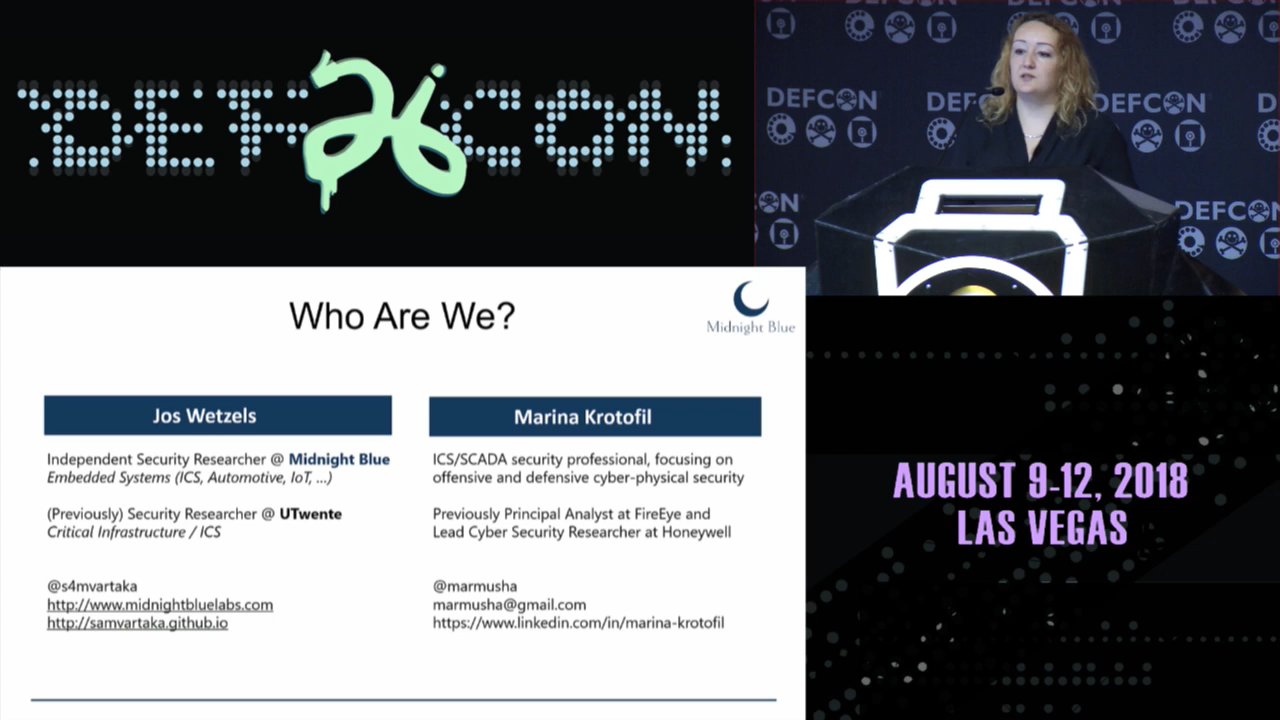 DEF 26 CON
DEFCON
DEFCON
DEFCON
DEFCON
Who Are We?
Midnight Blue
Jos Wetzels
Independent Security Researcher @ Midnight Blue
Embedded Systems (ICS, Automotive, IoT, ...)
(Previously) Security Researcher @ UTwente
Critical Infrastructure / ICS
@s4mvartaka
http://www.midnightbluelabs.com
http://samvartaka.github.io
Marina Krotofil
ICS/SCADA security professional, focusing on
offensive and defensive cyber-physical security
Previously Principal Analyst at FireEye and
Lead Cyber Security Researcher at Honeywell
@marmusha
marmusha@gmail.com
https://www.linkedin.com/in/marina-krotofil
AUGUST 9-12, 2018
LAS VEGAS